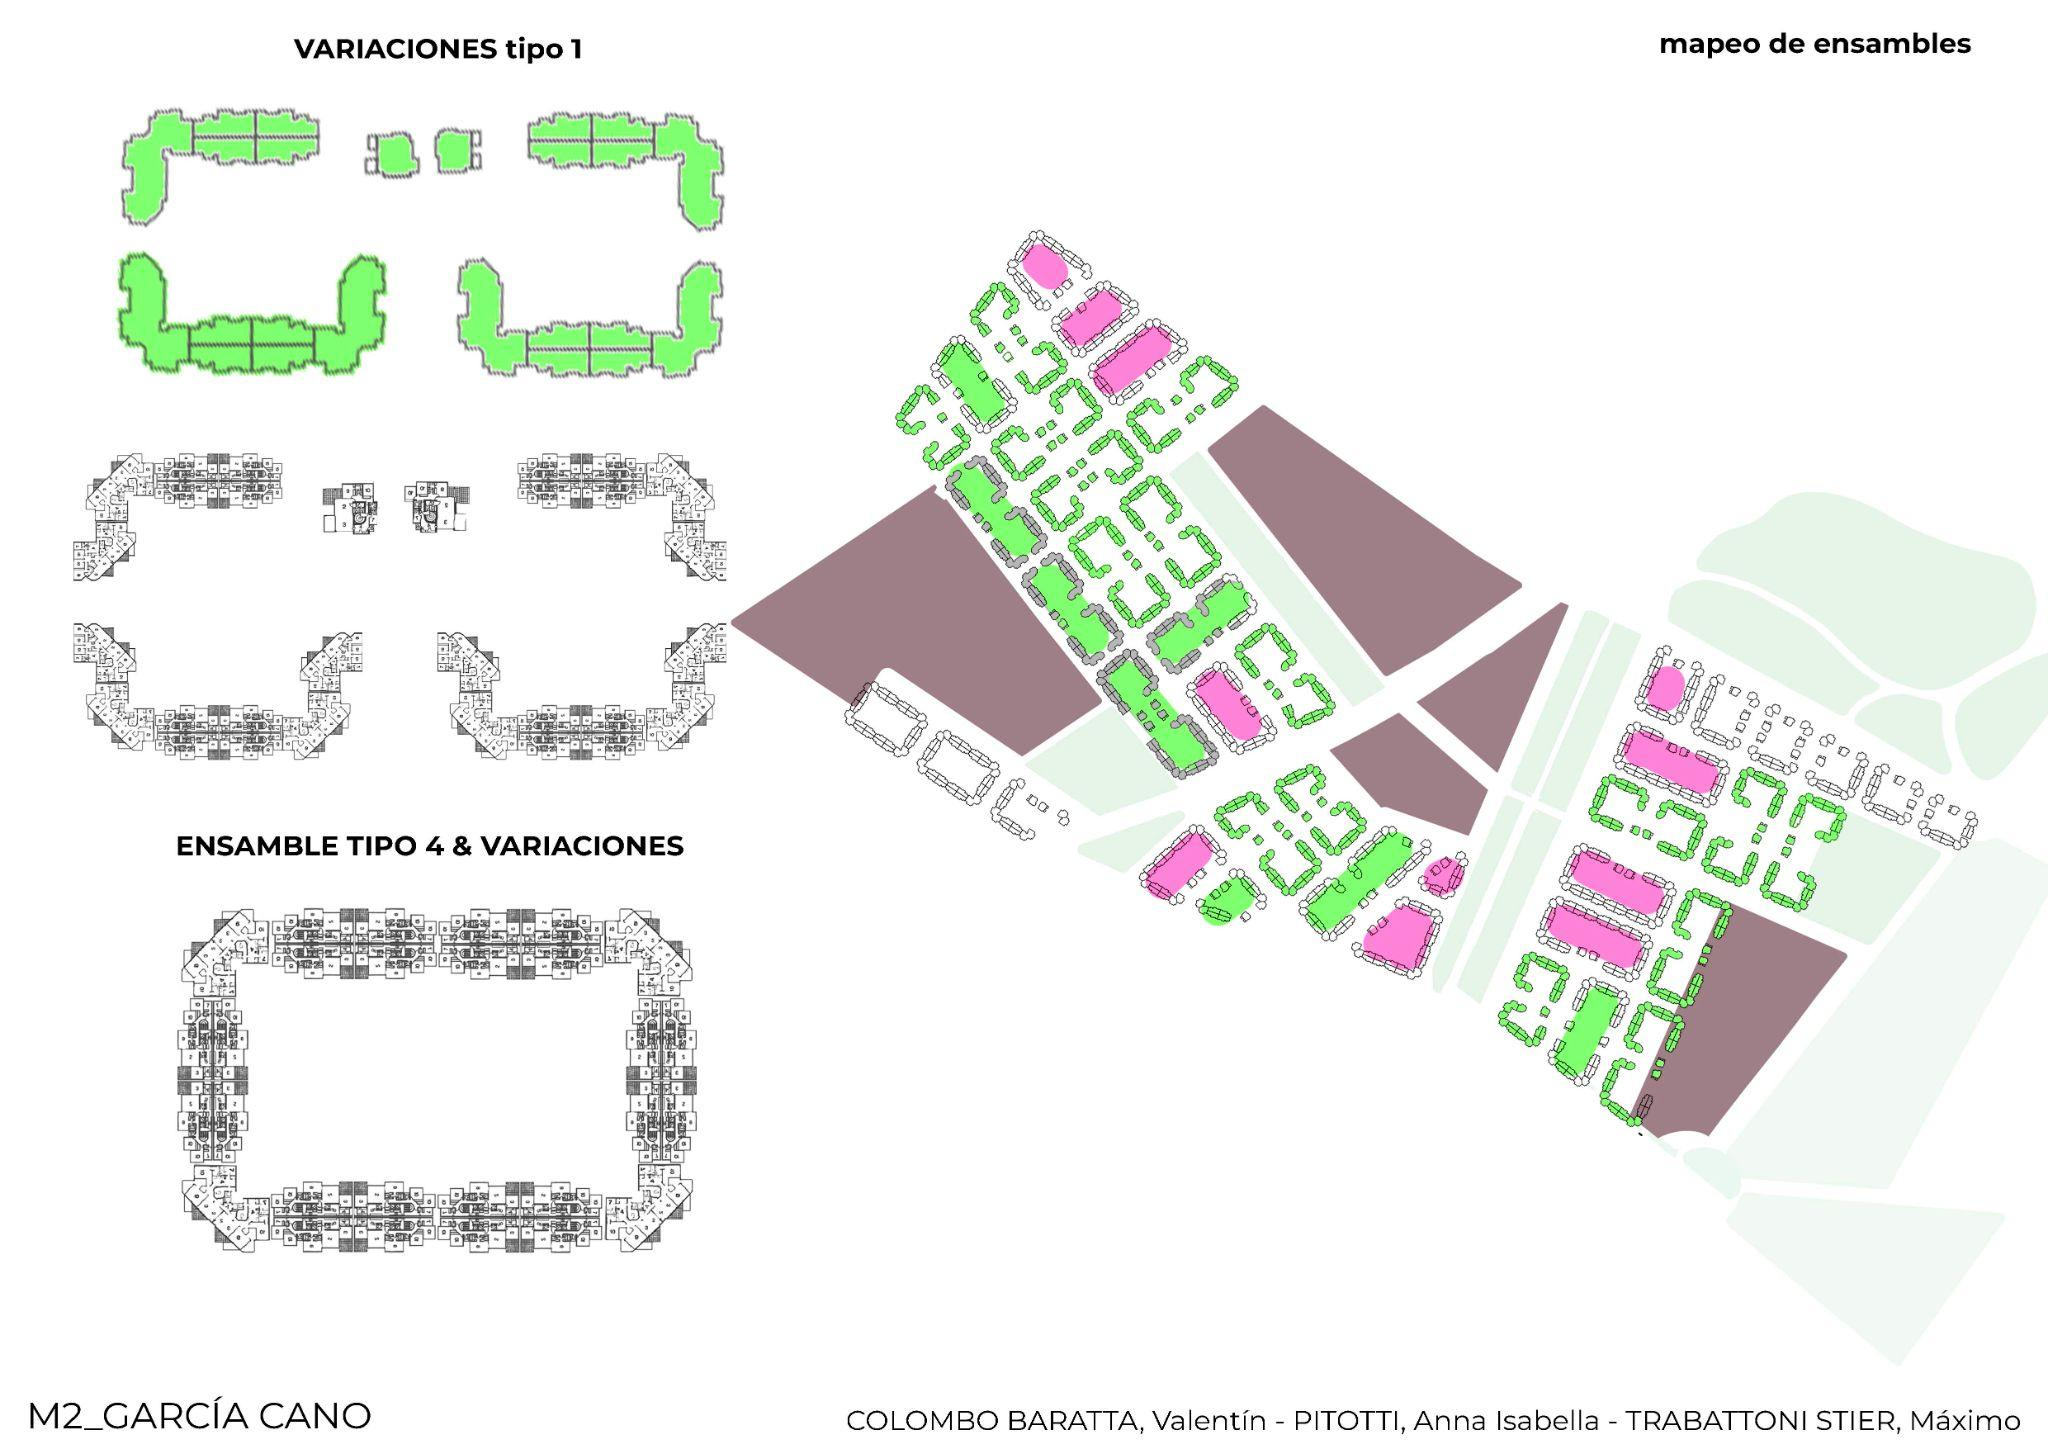 VARIACIONES tipo 1
mapeo de ensambles
ENSAMBLE TIPO 4 & VARIACIONES
M2_GARCÍA CANO
COLOMBO BARATTA, Valentín - PITOTTI, Anna Isabella - TRABATTONI STIER, Máximo